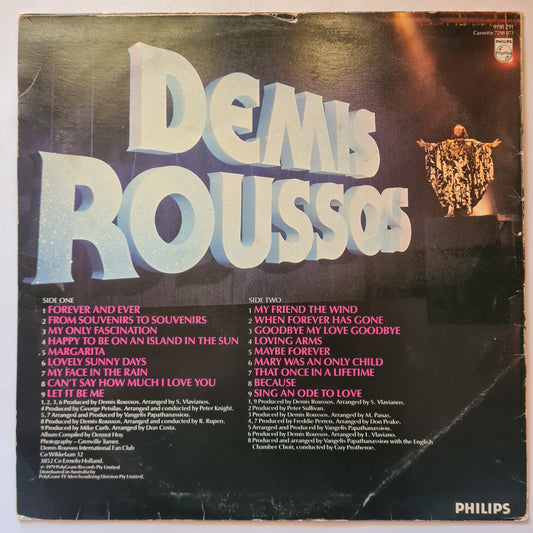 9198 291
Cassette 7298 073
PHILIPS
DEMIS
ROUSSOS
SIDE ONE
1 FOREVER AND EVER
2 FROM SOUVENIRS TO SOUVENIRS
3 MY ONLY FASCINATION
4 HAPPY TO BE ON AN ISLAND IN THE SUN
5 MARGARITA
6 LOVELY SUNNY DAYS
7 MY FACE IN THE RAIN
8 CAN'T SAY HOW MUCH I LOVE YOU
9 LET IT BE ME
1, 2, 3, 6 Produced by Demis Roussos. Arranged by S. Vlavianos.
4 Produced by George Petsilas. Arranged and conducted by Peter Knight.
5, 7 Arranged and Produced by Vangelis Papathanassiou.
8 Produced by Demis Roussos. Arranged and conducted by K. Rupen.
9 Produced by Mike Curb. Arranged by Don Costa.
Album Compiled by Dermot Hoy.
Photography – Grenville Turner.
Demis Roussos International Fan Club
Co Wikkelaan 32
3852 Cn Ermelo Holland.
℗ 1979 PolyGram Records Pty Limited
Distributed in Australia by
PolyGram TV Merchandising Division Pty Limited.
SIDE TWO
1 MY FRIEND THE WIND
2 WHEN FOREVER HAS GONE
3 GOODBYE MY LOVE GOODBYE
4 LOVING ARMS
5 MAYBE FOREVER
6 MARY WAS AN ONLY CHILD
7 THAT ONCE IN A LIFETIME
8 BECAUSE
9 SING AN ODE TO LOVE
1, 9 Produced by Demis Roussos. Arranged by S. Vlavianos.
2 Produced by Peter Sullivan.
3 Produced by Demis Roussos. Arranged by M. Panas.
4, 7 Produced by Freddie Perren. Arranged by Don Peake.
5 Arranged and Produced by Vangelis Papathanassiou.
6 Produced by Demis Roussos. Arranged by L. Vlavianos.
8 Produced and arranged by Vangelis Papathanassiou with the English
Chamber Choir, conducted by Guy Protheroe.
PHILIPS